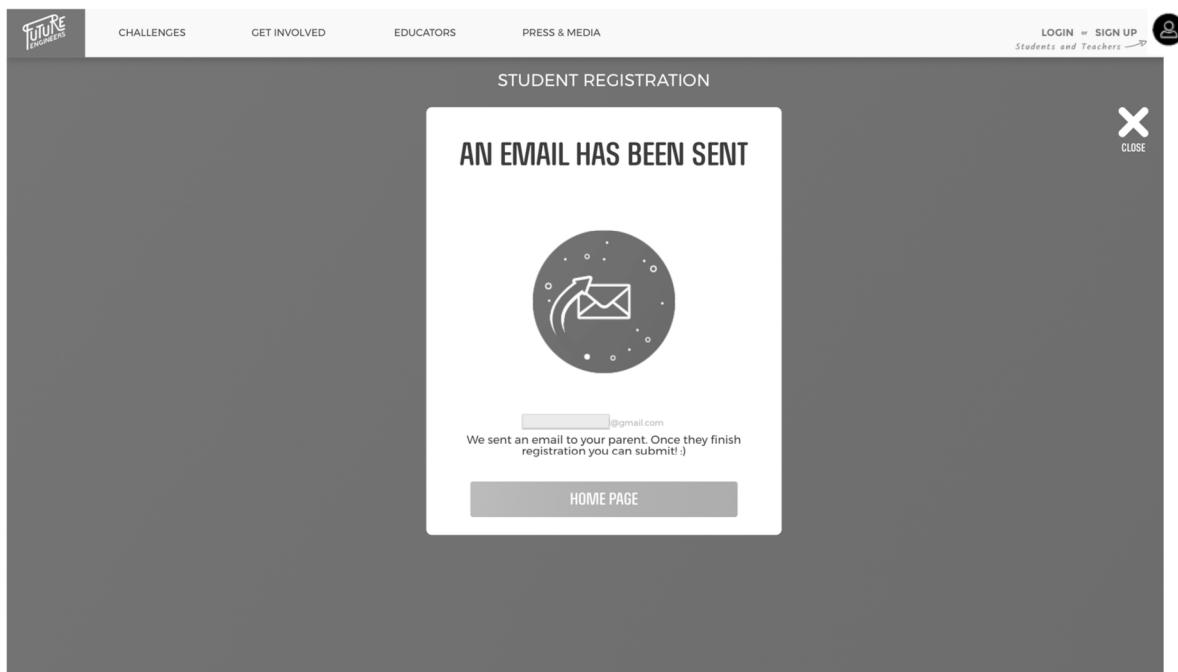 FUTURE
ENGINEERS
CHALLENGES
GET INVOLVED
EDUCATORS
PRESS & MEDIA
LOGIN or SIGN UP
Students and Teachers
STUDENT REGISTRATION
CLOSE
AN EMAIL HAS BEEN SENT
@gmail.com
We sent an email to your parent. Once they finish
registration you can submit! :)
HOME PAGE